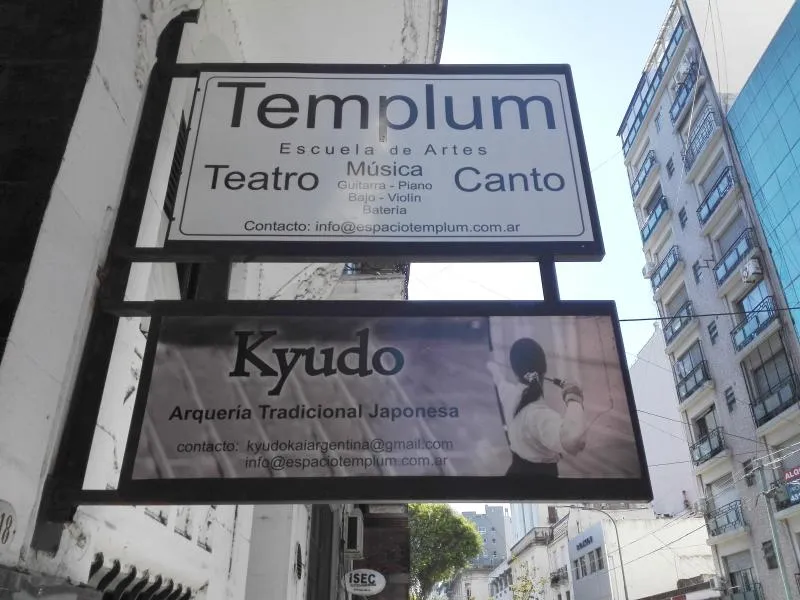 Templum
Escuela de Artes
Teatro
Música
Guitarra - Piano
Bajo - Violín
Batería
Canto
Contacto: info@espaciotemplum.com.ar
Kyudo
Arquería Tradicional Japonesa
contacto: kyudokaiargentina@gmail.com
info@espaciotemplum.com.ar
18
ISEC